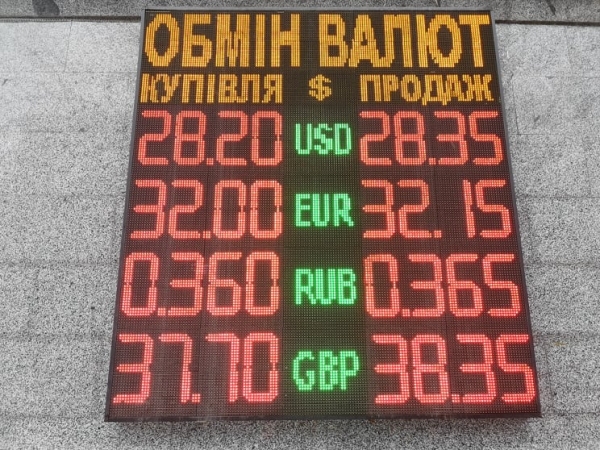 ОБМІН ВАЛЮТ
КУПІВЛЯ $ ПРОДАЖ
28.20 USD 28.35
32.00 EUR 32.15
0.360 RUB 0.365
37.70 GBP 38.35